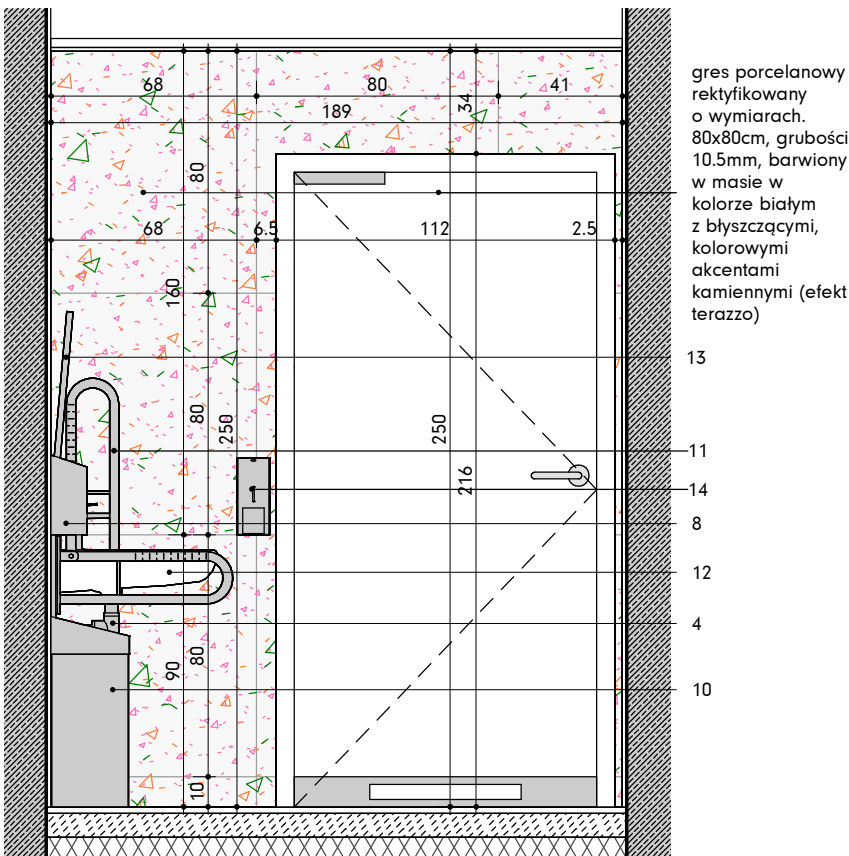 68
80
41
189
34
gres porcelanowy
rektyfikowany
o wymiarach.
80x80cm, grubości
10.5mm, barwiony
w masie w
kolorze białym
z błyszczącymi,
kolorowymi
akcentami
kamiennymi (efekt
terazzo)
80
68
6.5
112
2.5
160
13
80
250
250
11
216
14
8
12
4
90
80
10
10